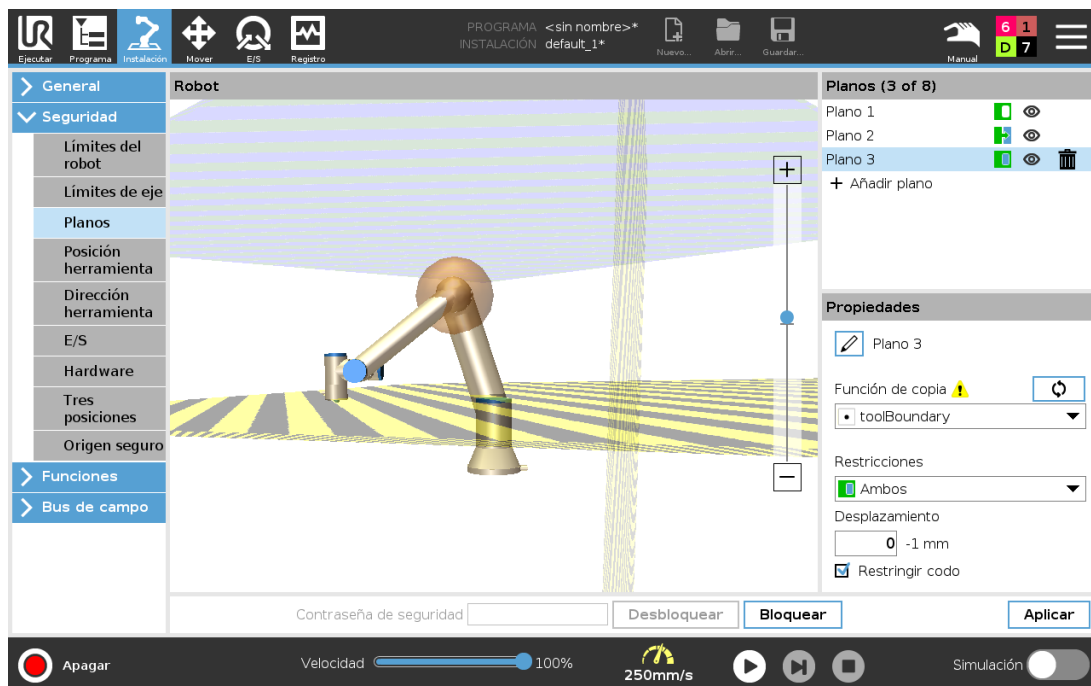 PROGRAMA <sin nombre>*
INSTALACIÓN default_1*
Ejecutar
Programa
Instalación
Mover
E/S
Registro
Nuevo...
Abrir...
Guardar...
Manual
6 1
D 7
General
Seguridad
Límites del
robot
Límites de eje
Planos
Posición
herramienta
Dirección
herramienta
E/S
Hardware
Tres
posiciones
Origen seguro
Funciones
Bus de campo
Robot
Planos (3 of 8)
Plano 1
Plano 2
Plano 3
+ Añadir plano
Propiedades
Plano 3
Función de copia
toolBoundary
Restricciones
Ambos
Desplazamiento
0 -1 mm
Restringir codo
Contraseña de seguridad
Desbloquear
Bloquear
Aplicar
Apagar
Velocidad 100%
250mm/s
Simulación